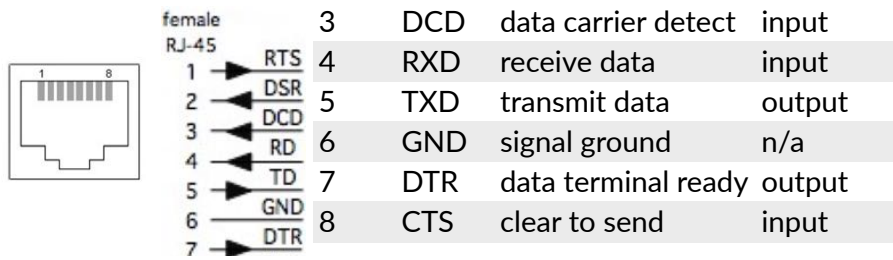 1 8
female
RJ-45
1 RTS
2 DSR
3 DCD
4 RD
5 TD
6 GND
7 DTR
3 DCD data carrier detect input
4 RXD receive data input
5 TXD transmit data output
6 GND signal ground n/a
7 DTR data terminal ready output
8 CTS clear to send input